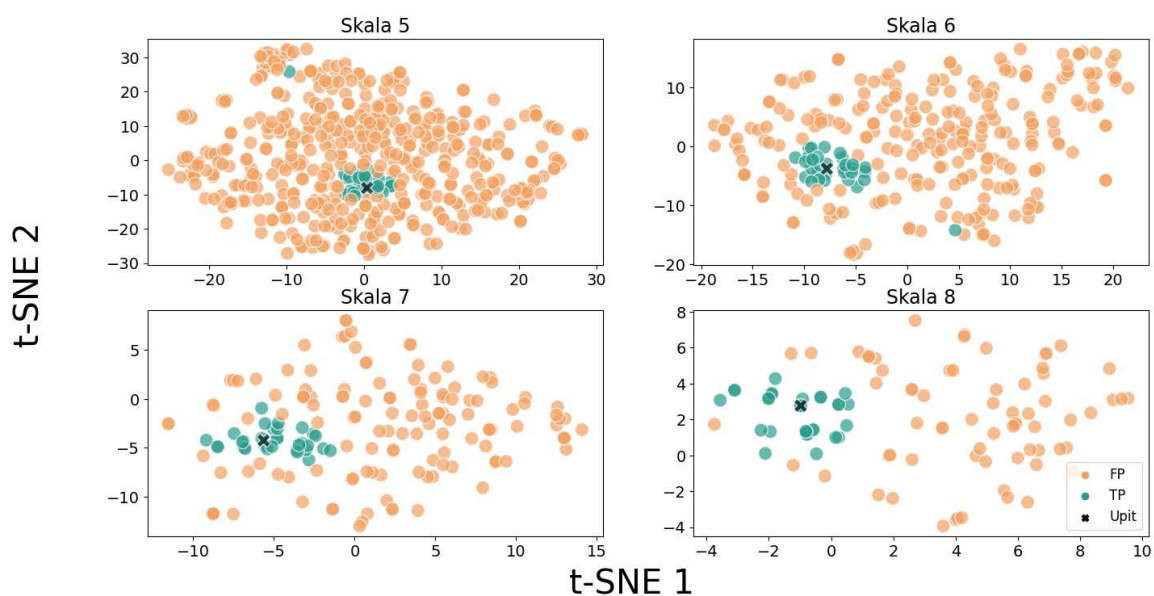 Skala 5
30
20
10
0
−10
−20
−30
−20 −10 0 10 20 30
Skala 6
10
0
−10
−20
−20 −15 −10 −5 0 5 10 15 20
Skala 7
5
0
−5
−10
−10 −5 0 5 10 15
Skala 8
8
6
4
2
0
−2
−4
−4 −2 0 2 4 6 8 10
FP
TP
Upit
t-SNE 2
t-SNE 1